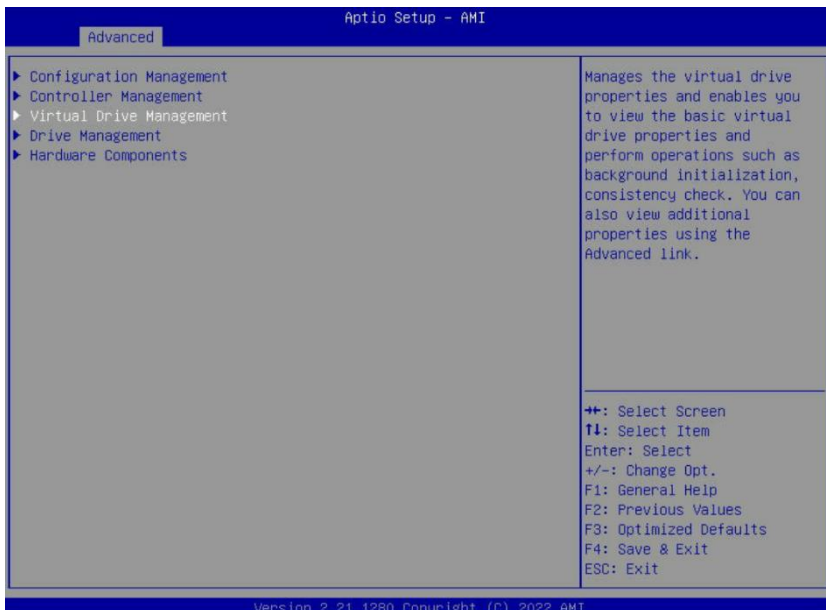 Aptio Setup - AMI
Advanced
Configuration Management
Controller Management
Virtual Drive Management
Drive Management
Hardware Components
Manages the virtual drive
properties and enables you
to view the basic virtual
drive properties and
perform operations such as
background initialization,
consistency check. You can
also view additional
properties using the
Advanced link.
→←: Select Screen
↑↓: Select Item
Enter: Select
+/-: Change Opt.
F1: General Help
F2: Previous Values
F3: Optimized Defaults
F4: Save & Exit
ESC: Exit
Version 2.21.1280 Copyright (C) 2022 AMI